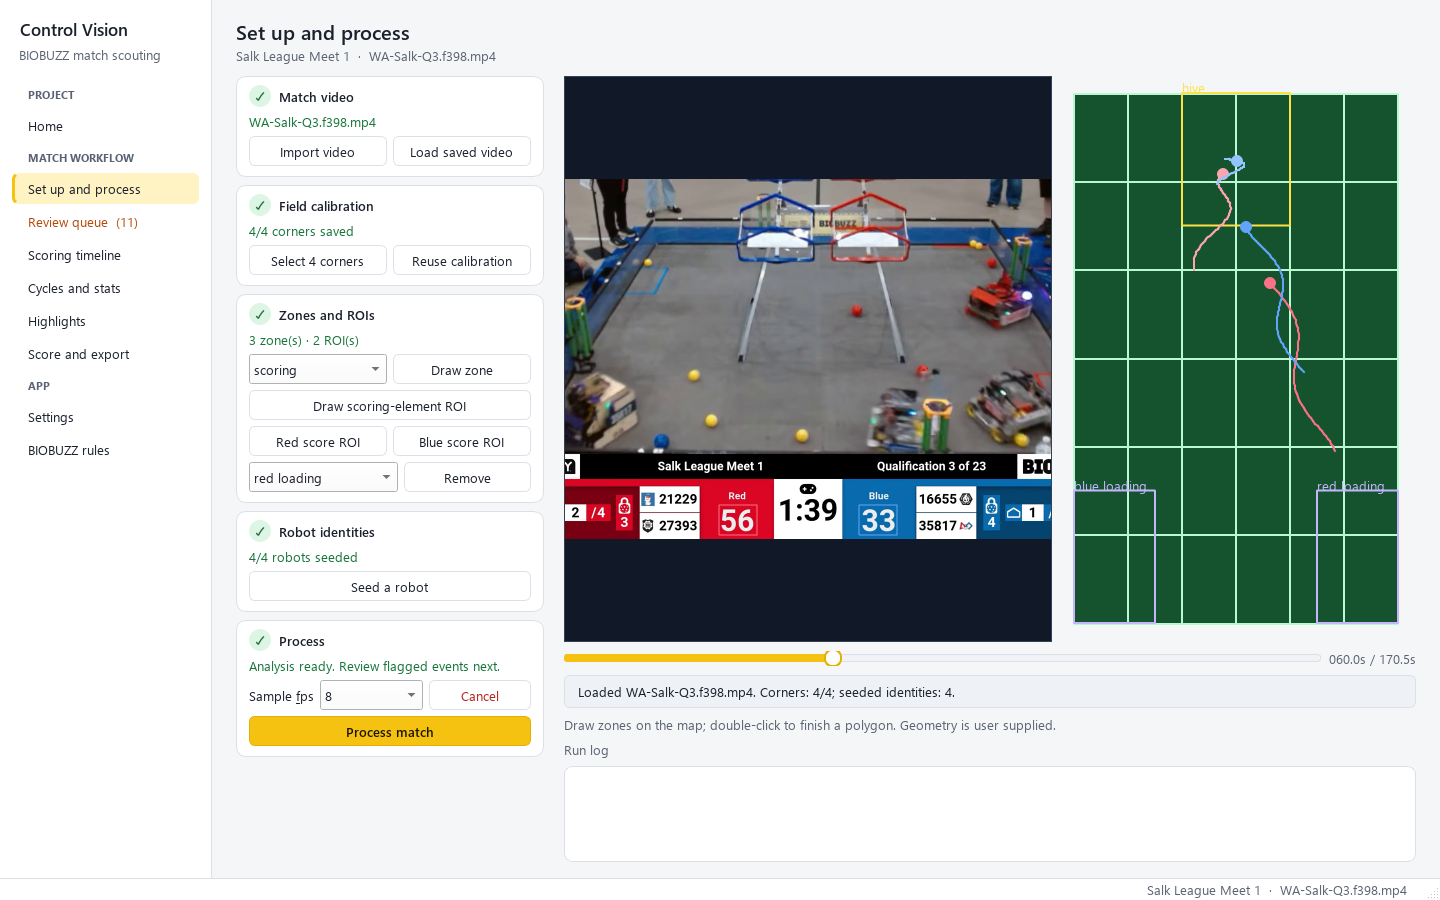 Control Vision
BIOBUZZ match scouting
PROJECT
Home
MATCH WORKFLOW
Set up and process
Review queue (11)
Scoring timeline
Cycles and stats
Highlights
Score and export
APP
Settings
BIOBUZZ rules
Set up and process
Salk League Meet 1 · WA-Salk-Q3.f398.mp4
✓ Match video
WA-Salk-Q3.f398.mp4
Import video Load saved video
✓ Field calibration
4/4 corners saved
Select 4 corners Reuse calibration
✓ Zones and ROIs
3 zone(s) · 2 ROI(s)
scoring Draw zone
Draw scoring-element ROI
Red score ROI Blue score ROI
red loading Remove
✓ Robot identities
4/4 robots seeded
Seed a robot
✓ Process
Analysis ready. Review flagged events next.
Sample fps 8 Cancel
Process match
BIOBUZZ
Salk League Meet 1 Qualification 3 of 23
2 /4 3 21229 27393 Red 56 1:39 Blue 33 16655 35817 4 1
hive
blue loading red loading
060.0s / 170.5s
Loaded WA-Salk-Q3.f398.mp4. Corners: 4/4; seeded identities: 4.
Draw zones on the map; double-click to finish a polygon. Geometry is user supplied.
Run log
Salk League Meet 1 · WA-Salk-Q3.f398.mp4